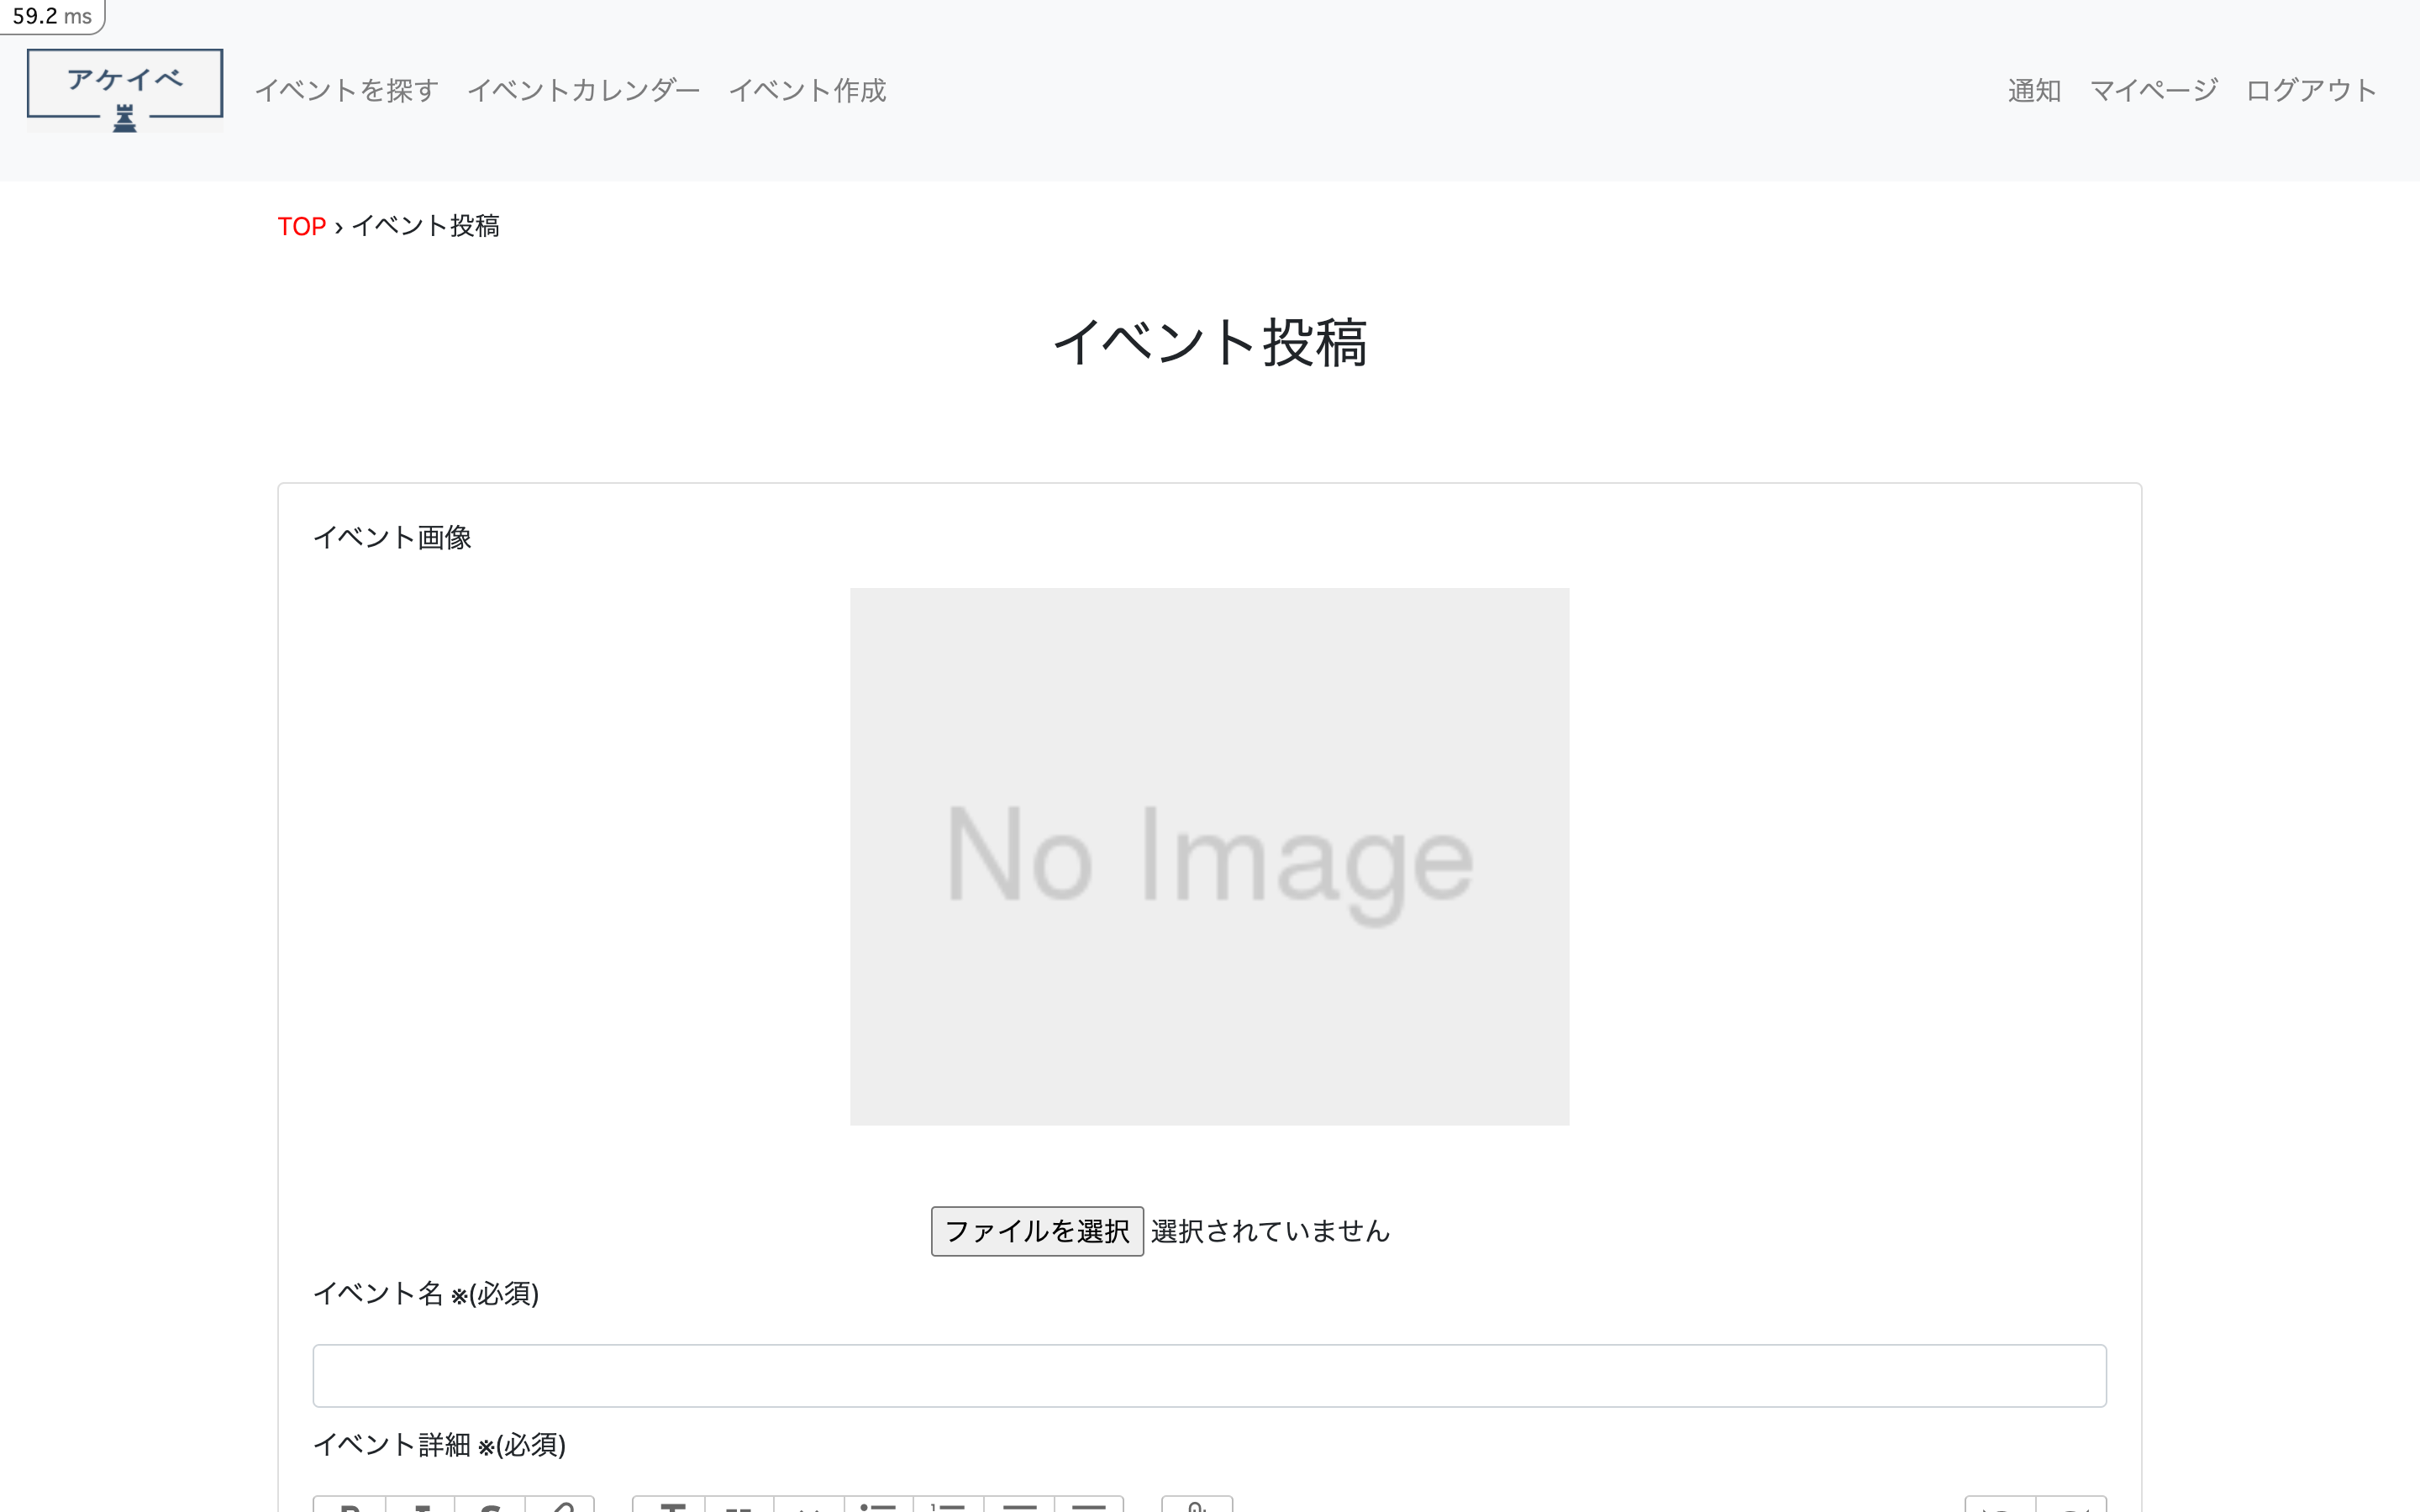 59.2 ms
アケイベ
イベントを探す イベントカレンダー イベント作成 通知 マイページ ログアウト
TOP › イベント投稿
イベント投稿
イベント画像
No Image
ファイルを選択 選択されていません
イベント名 ※(必須)
イベント詳細 ※(必須)